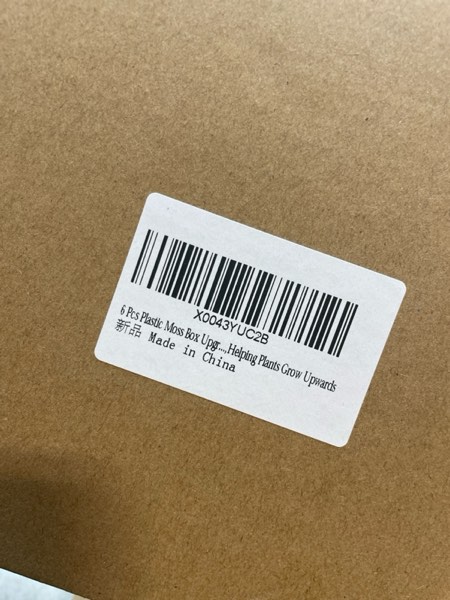 X0043YUC2B
6 Pcs Plastic Moss Box Upgr...,Helping Plants Grow Upwards
新品 Made in China